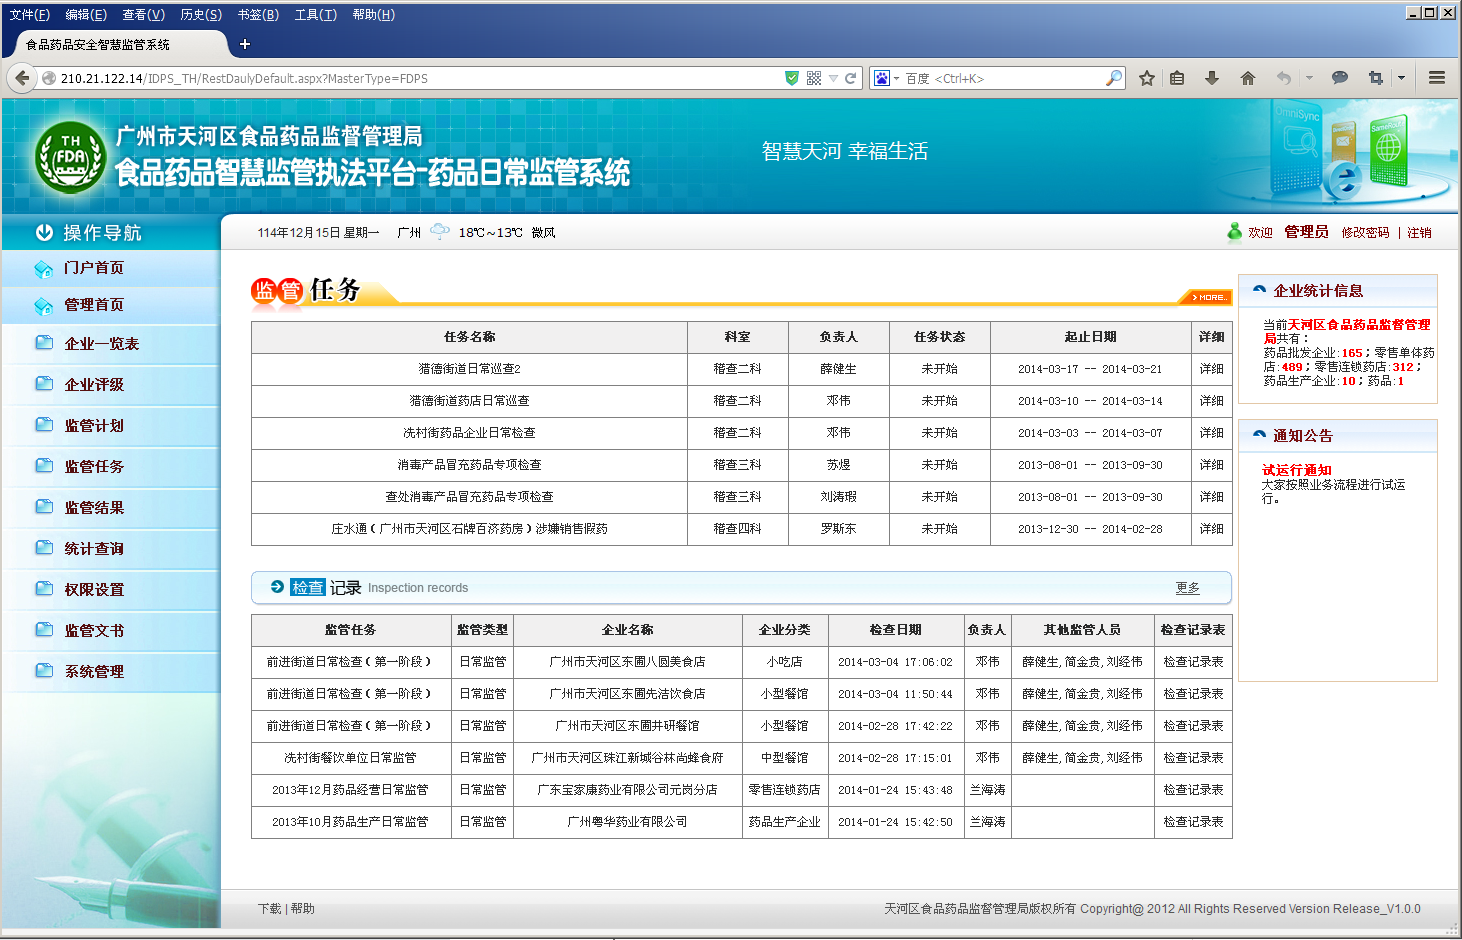 文件(F) 编辑(E) 查看(V) 历史(S) 书签(B) 工具(T) 帮助(H)
食品药品安全智慧监管系统 +
210.21.122.14/IDPS_TH/RestDaulyDefault.aspx?MasterType=FDPS 百度 <Ctrl+K>
TH
FDA
广州市天河区食品药品监督管理局
食品药品智慧监管执法平台-药品日常监管系统
智慧天河 幸福生活
OmniSync
操作导航
114年12月15日 星期一 广州 18℃~13℃ 微风
欢迎 管理员 修改密码 | 注销
门户首页
管理首页
企业一览表
企业评级
监管计划
监管任务
监管结果
统计查询
权限设置
监管文书
系统管理
监管任务
MORE..
任务名称 科室 负责人 任务状态 起止日期 详细
猎德街道日常巡查2 稽查二科 薛健生 未开始 2014-03-17 -- 2014-03-21 详细
猎德街道药店日常巡查 稽查二科 邓伟 未开始 2014-03-10 -- 2014-03-14 详细
冼村街药品企业日常检查 稽查二科 邓伟 未开始 2014-03-03 -- 2014-03-07 详细
消毒产品冒充药品专项检查 稽查三科 苏煜 未开始 2013-08-01 -- 2013-09-30 详细
查处消毒产品冒充药品专项检查 稽查三科 刘涛瑕 未开始 2013-08-01 -- 2013-09-30 详细
庄水通（广州市天河区石牌百济药房）涉嫌销售假药 稽查四科 罗斯东 未开始 2013-12-30 -- 2014-02-28 详细
检查记录 Inspection records 更多
监管任务 监管类型 企业名称 企业分类 检查日期 负责人 其他监管人员 检查记录表
前进街道日常检查（第一阶段） 日常监管 广州市天河区东圃八圆美食店 小吃店 2014-03-04 17:06:02 邓伟 薛健生, 简金贵, 刘经伟 检查记录表
前进街道日常检查（第一阶段） 日常监管 广州市天河区东圃先洁饮食店 小型餐馆 2014-03-04 11:50:44 邓伟 薛健生, 简金贵, 刘经伟 检查记录表
前进街道日常检查（第一阶段） 日常监管 广州市天河区东圃井研餐馆 小型餐馆 2014-02-28 17:42:22 邓伟 薛健生, 简金贵, 刘经伟 检查记录表
冼村街餐饮单位日常监管 日常监管 广州市天河区珠江新城谷林尚蜂食府 中型餐馆 2014-02-28 17:15:01 邓伟 薛健生, 简金贵, 刘经伟 检查记录表
2013年12月药品经营日常监管 日常监管 广东宝家康药业有限公司元岗分店 零售连锁药店 2014-01-24 15:43:48 兰海涛 检查记录表
2013年10月药品生产日常监管 日常监管 广州粤华药业有限公司 药品生产企业 2014-01-24 15:42:50 兰海涛 检查记录表
企业统计信息
当前天河区食品药品监督管理
局共有：
药品批发企业:165；零售单体药
店:489；零售连锁药店:312；
药品生产企业:10；药品:1
通知公告
试运行通知
大家按照业务流程进行试运
行。
下载 | 帮助
天河区食品药品监督管理局版权所有 Copyright@ 2012 All Rights Reserved Version Release_V1.0.0